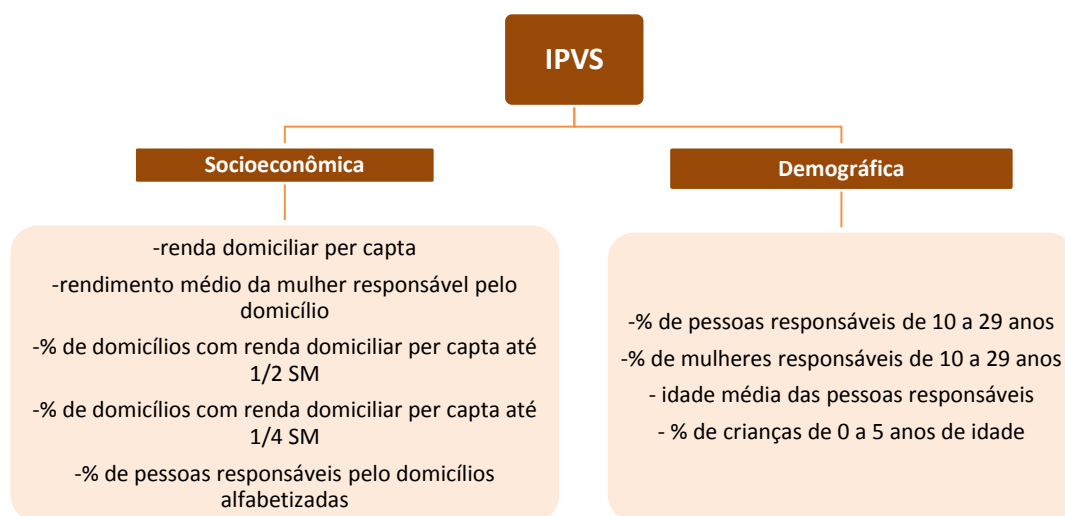 IPVS
Socioeconômica
-renda domiciliar per capta
-rendimento médio da mulher responsável pelo
domicílio
-% de domicílios com renda domiciliar per capta até
1/2 SM
-% de domicílios com renda domiciliar per capta até
1/4 SM
-% de pessoas responsáveis pelo domicílios
alfabetizadas
Demográfica
-% de pessoas responsáveis de 10 a 29 anos
-% de mulheres responsáveis de 10 a 29 anos
- idade média das pessoas responsáveis
- % de crianças de 0 a 5 anos de idade